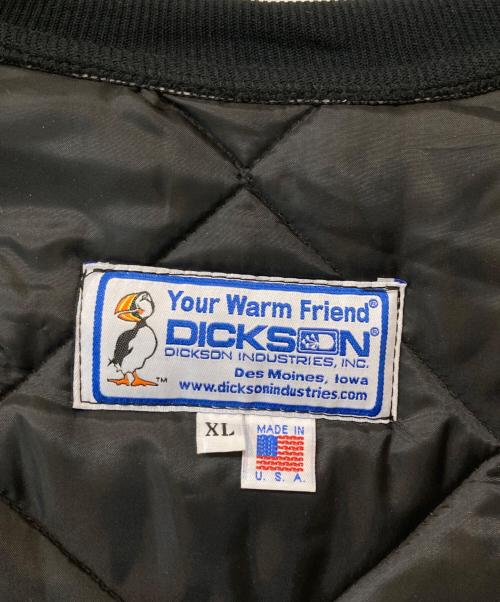 Your Warm Friend®
DICKSON®
DICKSON INDUSTRIES, INC.
Des Moines, Iowa
™ www.dicksonindustries.com
XL
MADE IN
U. S. A.